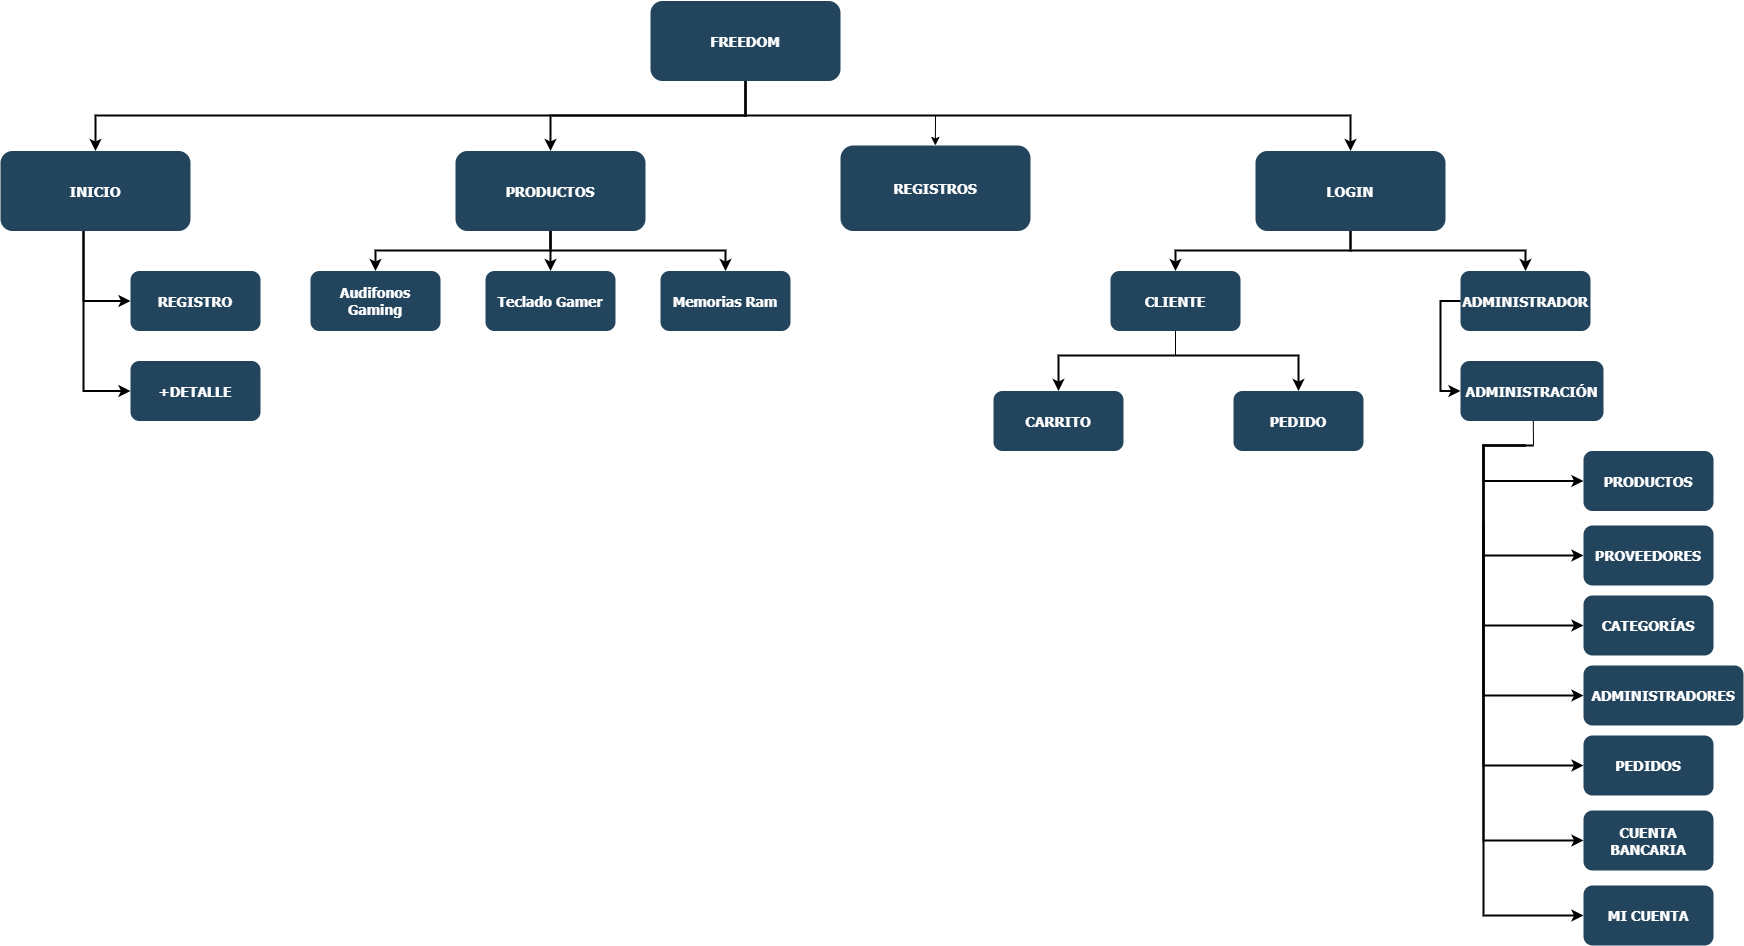 FREEDOM
INICIO
PRODUCTOS
REGISTROS
LOGIN
REGISTRO
Audifonos
Gaming
Teclado Gamer
Memorias Ram
CLIENTE
ADMINISTRADOR
+DETALLE
ADMINISTRACIÓN
CARRITO
PEDIDO
PRODUCTOS
PROVEEDORES
CATEGORÍAS
ADMINISTRADORES
PEDIDOS
CUENTA
BANCARIA
MI CUENTA